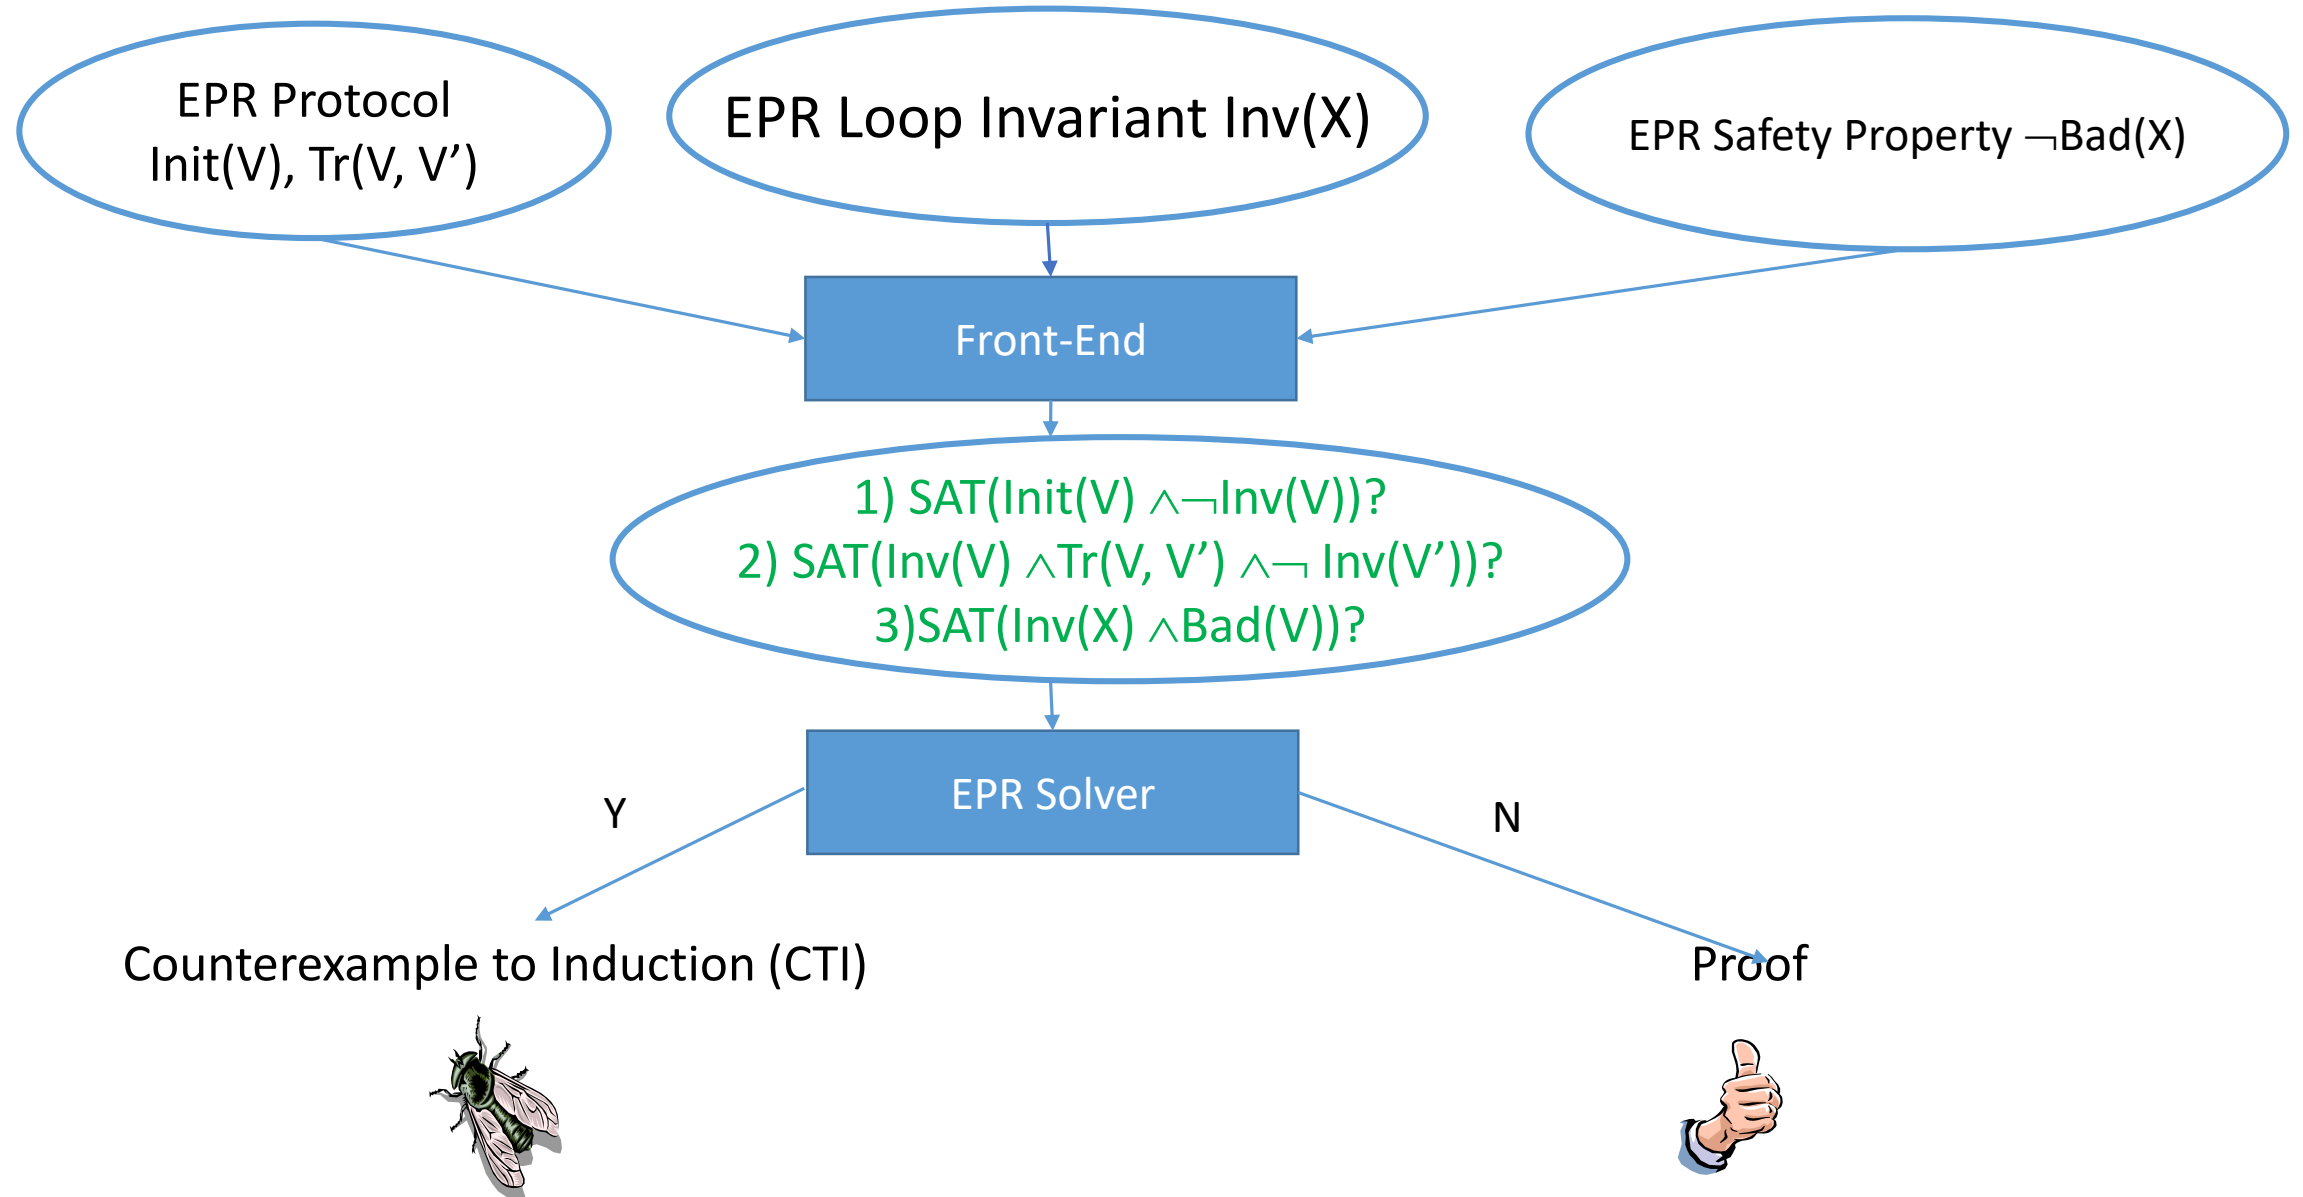 EPR Protocol
Init(V), Tr(V, V’)
EPR Loop Invariant Inv(X)
EPR Safety Property ¬Bad(X)
Front-End
1) SAT(Init(V) ∧¬Inv(V))?
2) SAT(Inv(V) ∧Tr(V, V’) ∧¬ Inv(V’))?
3)SAT(Inv(X) ∧Bad(V))?
EPR Solver
Y
N
Counterexample to Induction (CTI)
Proof